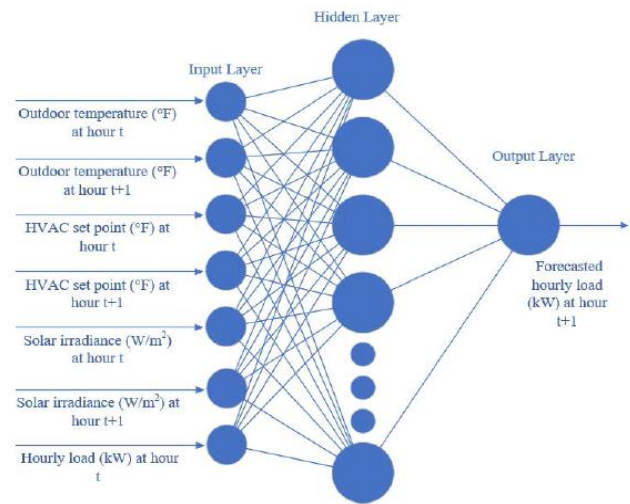 Hidden Layer
Input Layer
Outdoor temperature (°F)
at hour t
Outdoor temperature (°F)
at hour t+1
HVAC set point (°F) at
hour t
HVAC set point (°F) at
hour t+1
Solar irradiance (W/m²)
at hour t
Solar irradiance (W/m²) at
hour t+1
Hourly load (kW) at hour
t
Output Layer
Forecasted
hourly load
(kW) at hour
t+1